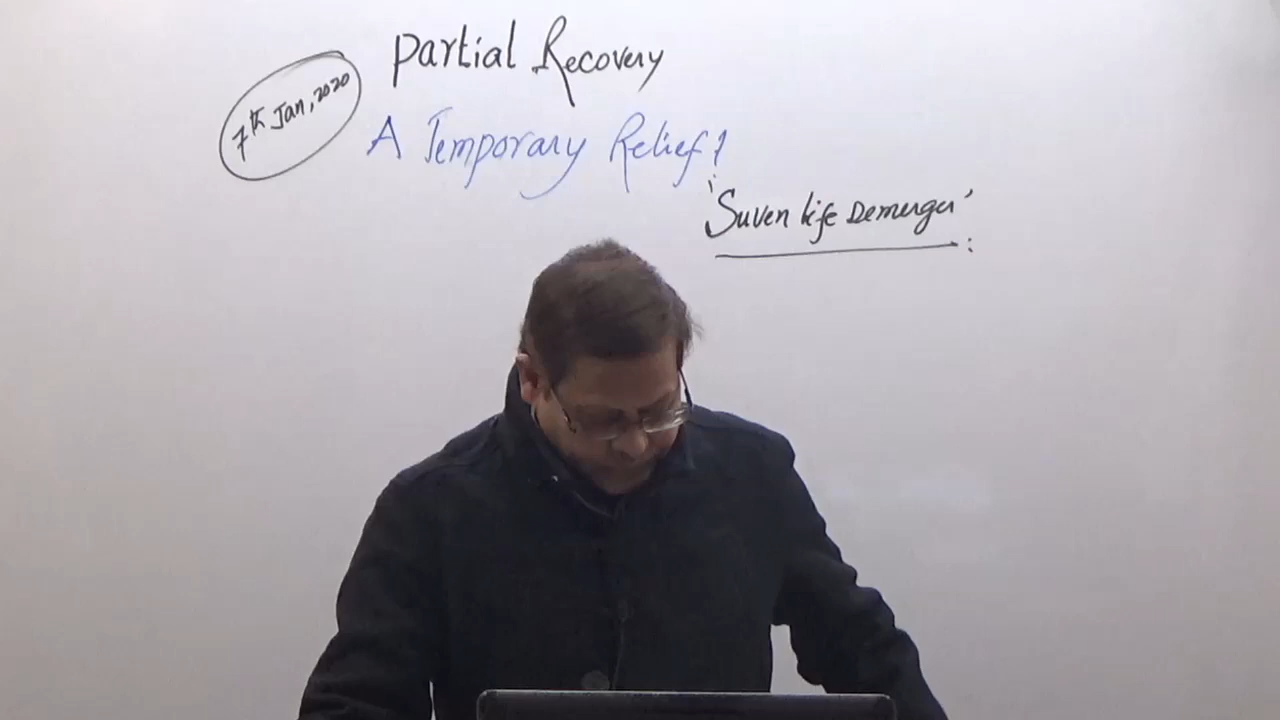 Partial Recovery
7th Jan, 2020
A Temporary Relief?
'Suven life Demerger':